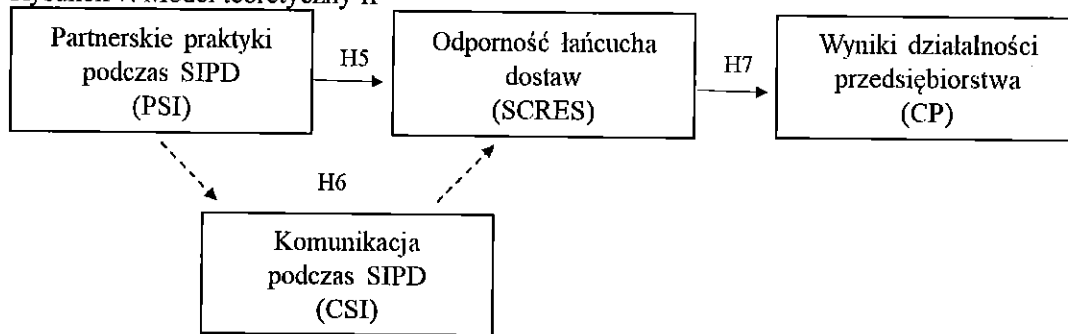 Partnerskie praktyki
podczas SIPD
(PSI)
H5
Odporność łańcucha
dostaw
(SCRES)
H7
Wyniki działalności
przedsiębiorstwa
(CP)
H6
Komunikacja
podczas SIPD
(CSI)